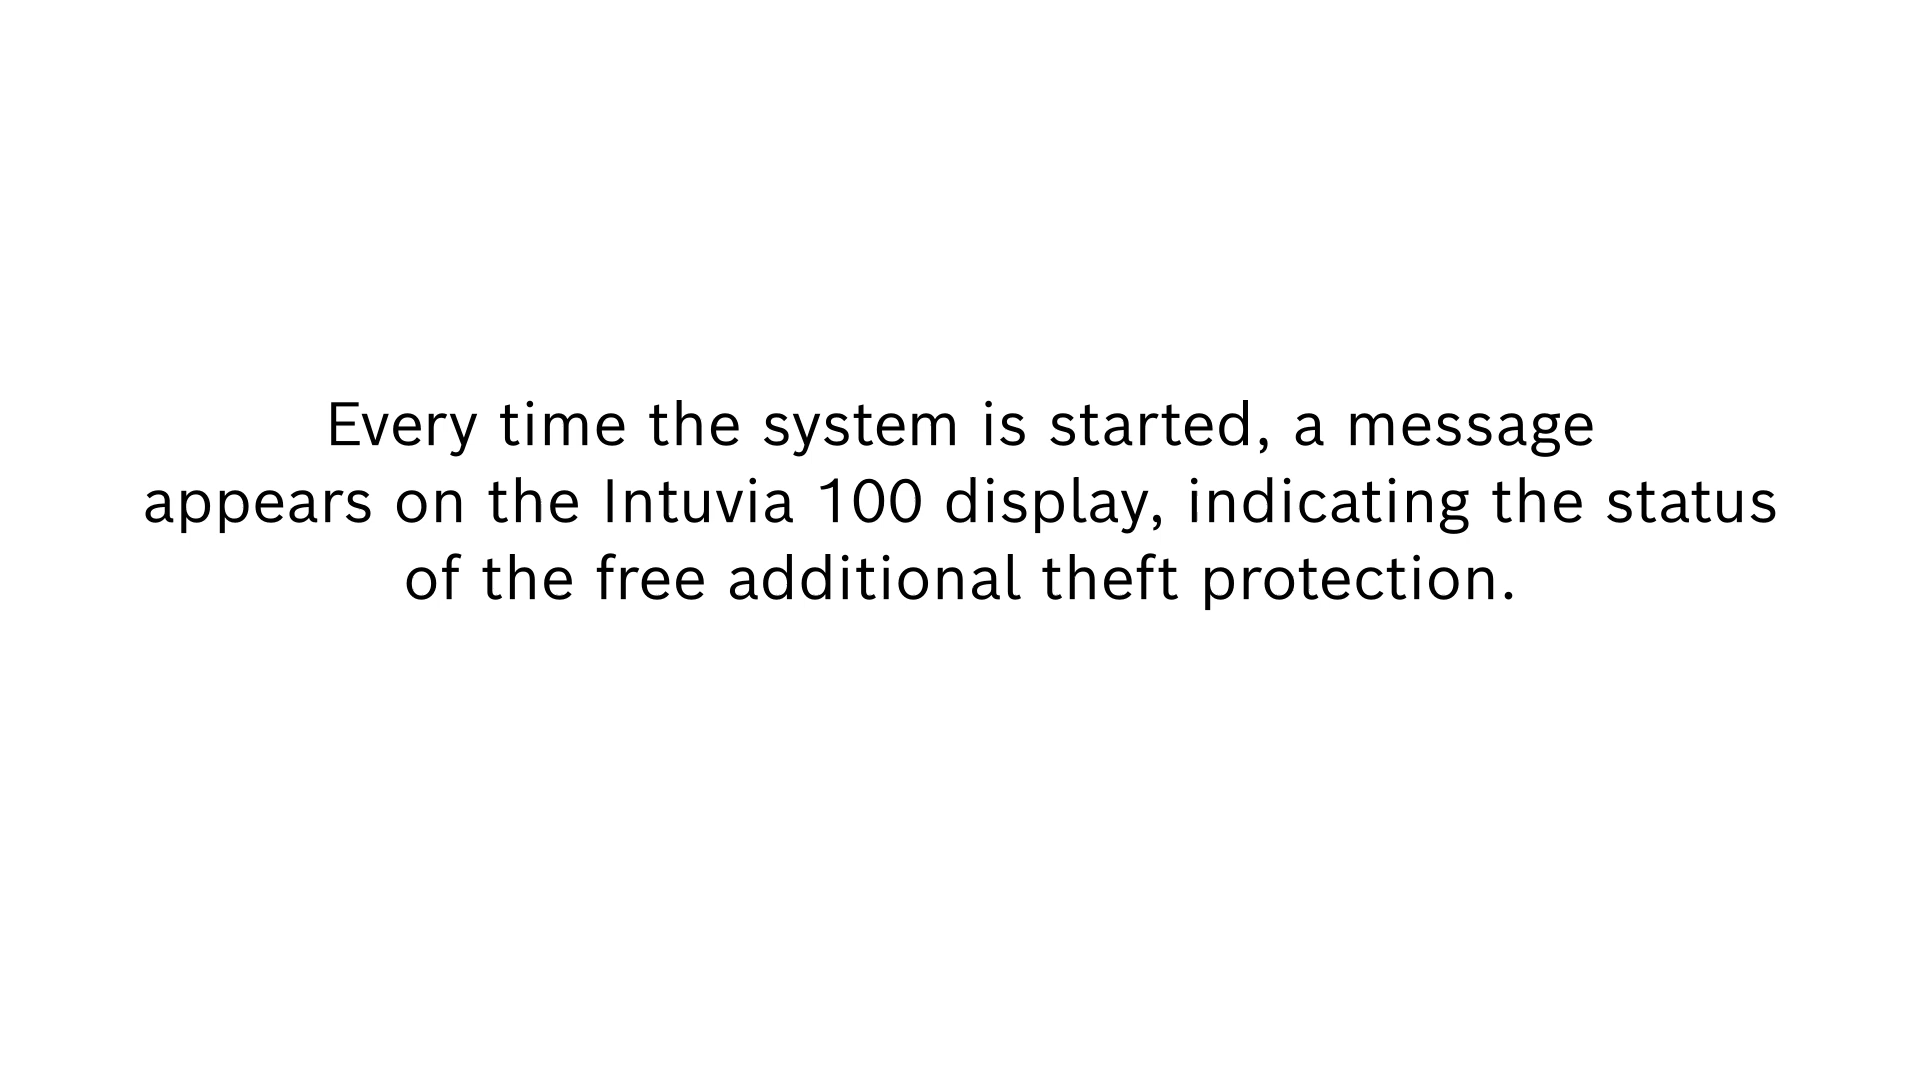 Every time the system is started, a message
appears on the Intuvia 100 display, indicating the status
of the free additional theft protection.